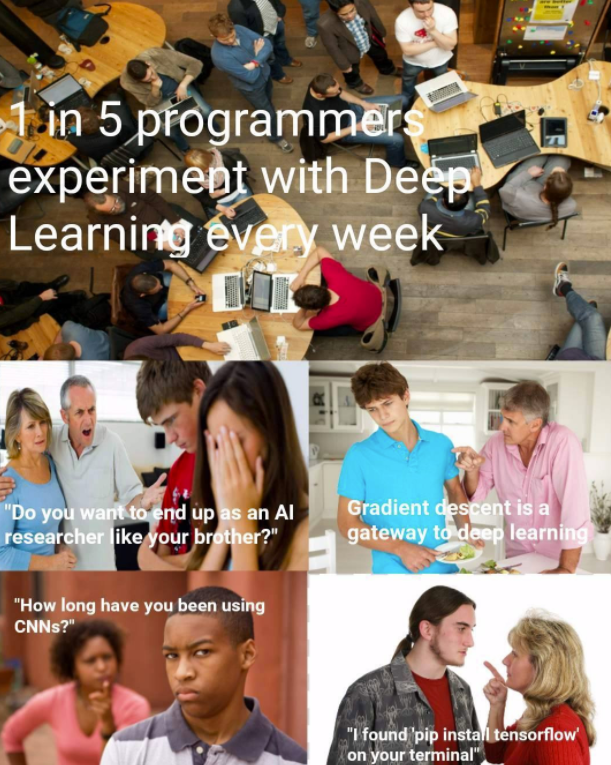 1 in 5 programmers
experiment with Deep
Learning every week
"Do you want to end up as an AI
researcher like your brother?"
Gradient descent is a
gateway to deep learning
"How long have you been using
CNNs?"
"I found 'pip install tensorflow'
on your terminal"